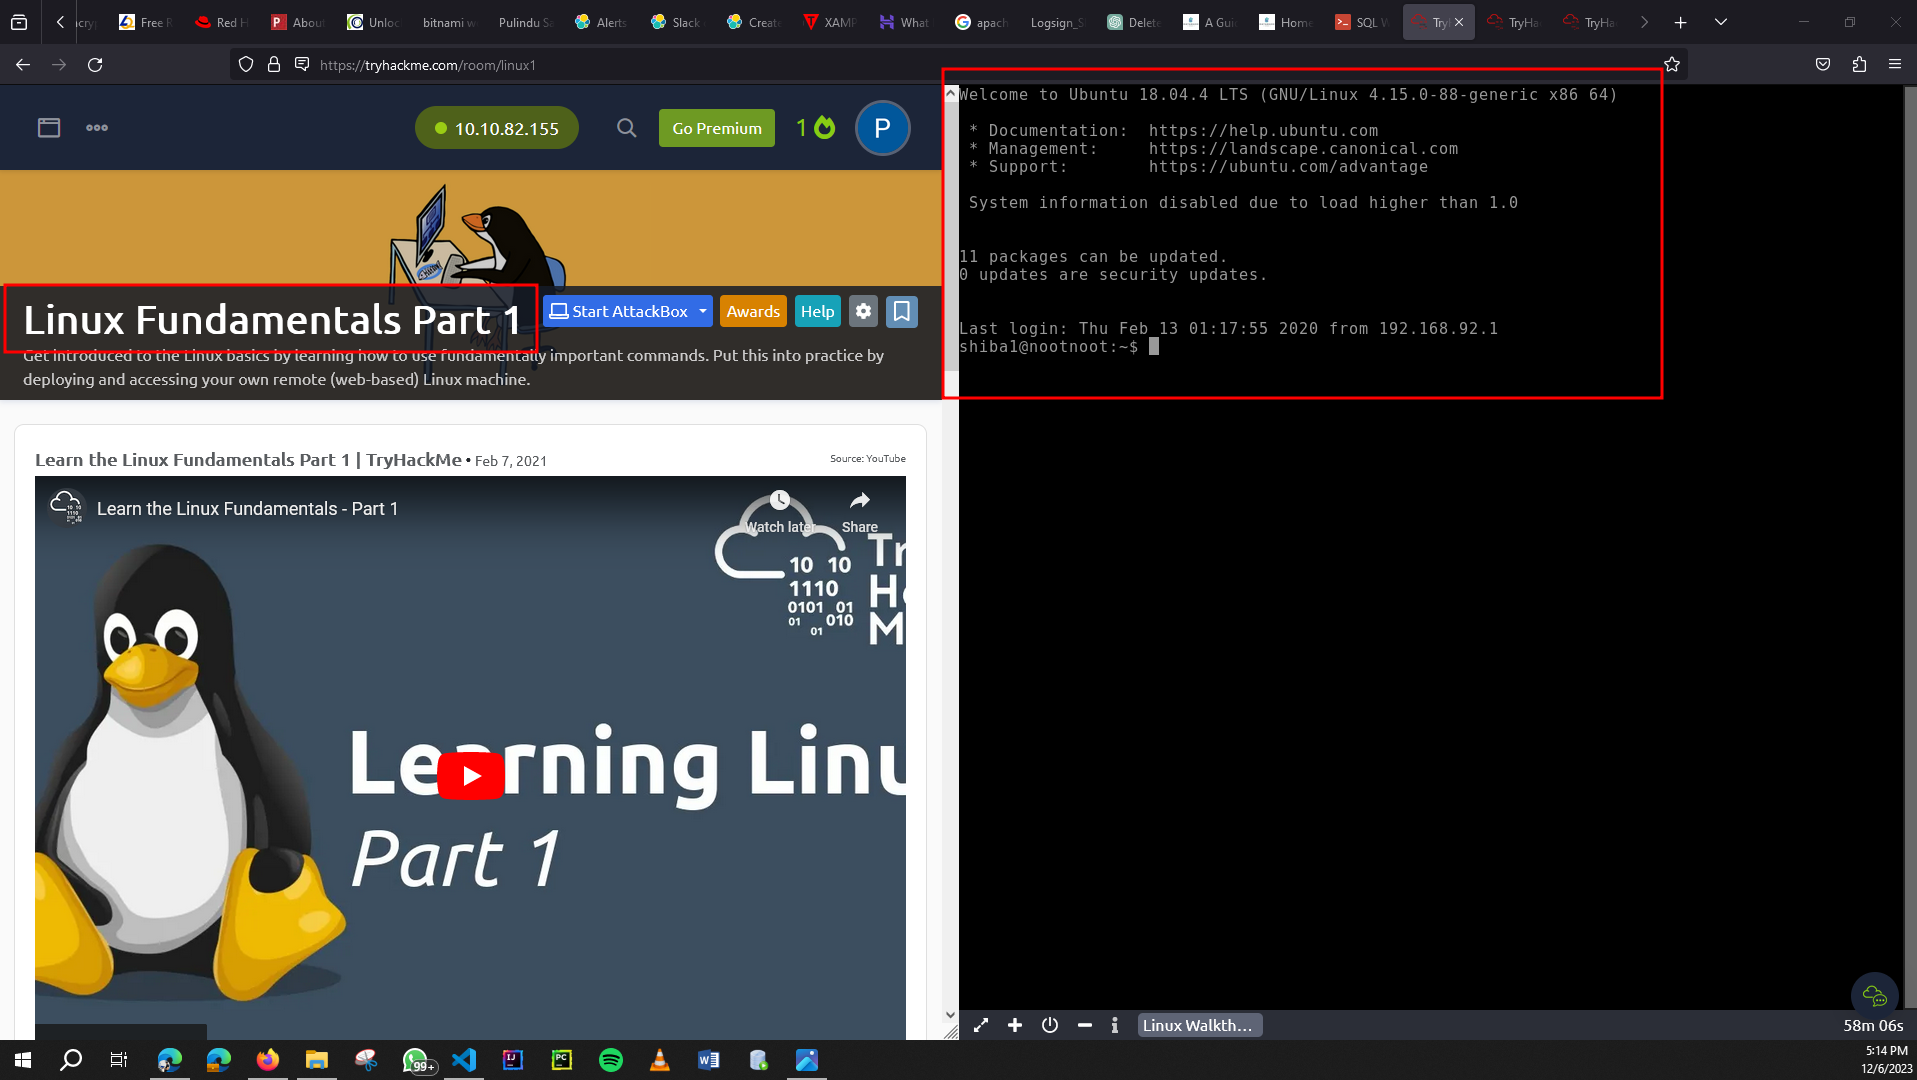 Free R
Red H
About
Unloc
bitnami w
Pulindu Sa
Alerts
Slack
Create
XAMP
What
apach
Logsign_S
Delete
A Gui
Home
SQL W
TryH
TryHa
TryHa
https://tryhackme.com/room/linux1
10.10.82.155
Go Premium
1
P
Linux Fundamentals Part 1
Start AttackBox
Awards
Help
Get introduced to the Linux basics by learning how to use fundamentally important commands. Put this into practice by
deploying and accessing your own remote (web-based) Linux machine.
Learn the Linux Fundamentals Part 1 | TryHackMe • Feb 7, 2021
Source: YouTube
Learn the Linux Fundamentals - Part 1
Watch later
Share
10 10
1110
0101 01
01 010
01
Tr
H
M
Learning Linu
Part 1
Welcome to Ubuntu 18.04.4 LTS (GNU/Linux 4.15.0-88-generic x86 64)
* Documentation:  https://help.ubuntu.com
* Management:     https://landscape.canonical.com
* Support:        https://ubuntu.com/advantage
System information disabled due to load higher than 1.0
11 packages can be updated.
0 updates are security updates.
Last login: Thu Feb 13 01:17:55 2020 from 192.168.92.1
shiba1@nootnoot:~$
Linux Walkth...
58m 06s
99+
5:14 PM
12/6/2023